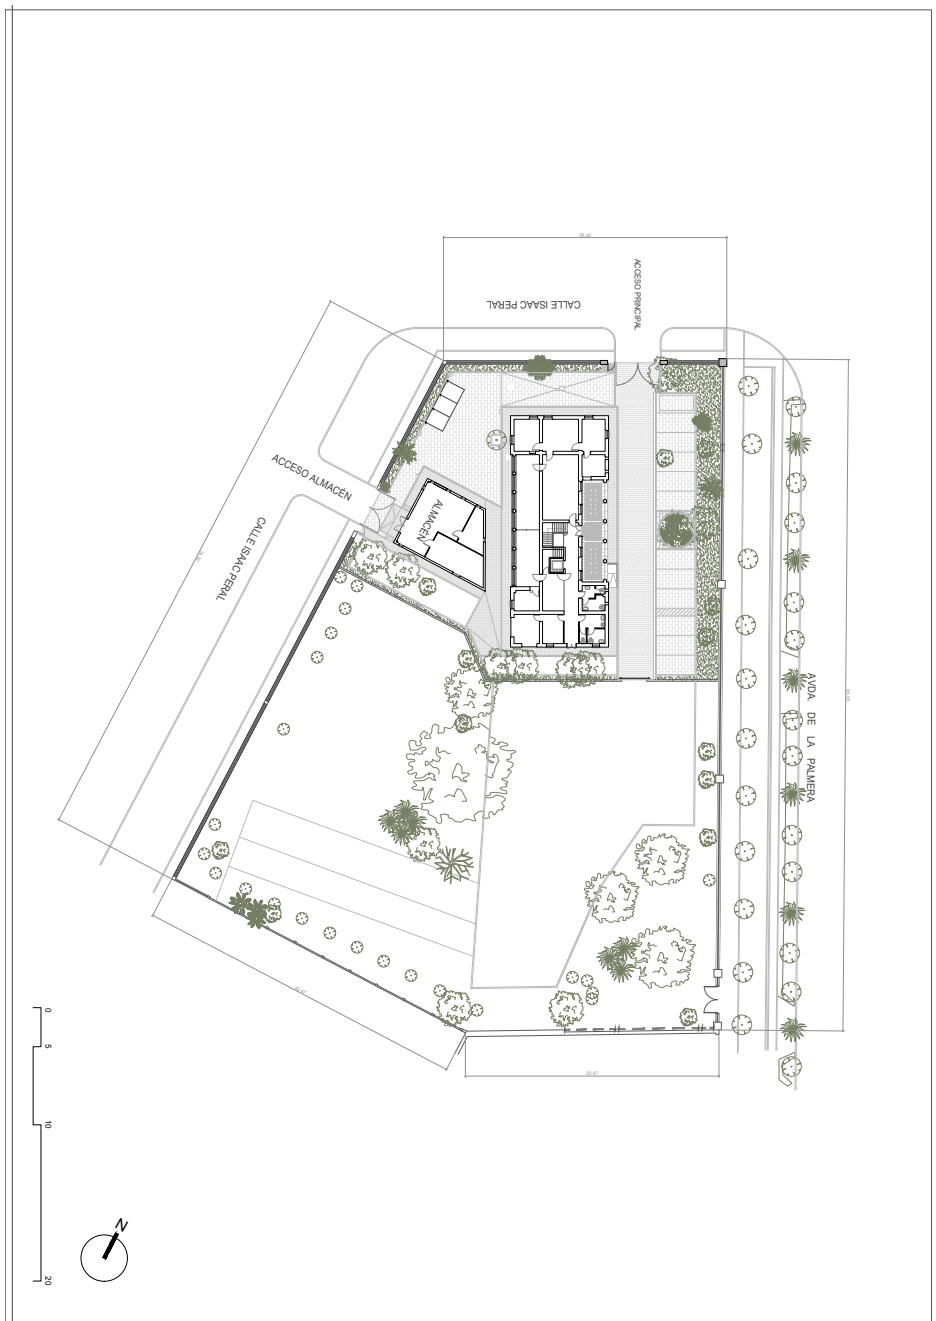 ACCESO PRINCIPAL
CALLE ISAAC PERAL
ACCESO ALMACÉN
ALMACÉN
CALLE ISAAC PERAL
AVDA. DE LA PALMERA
0
5
10
20
N